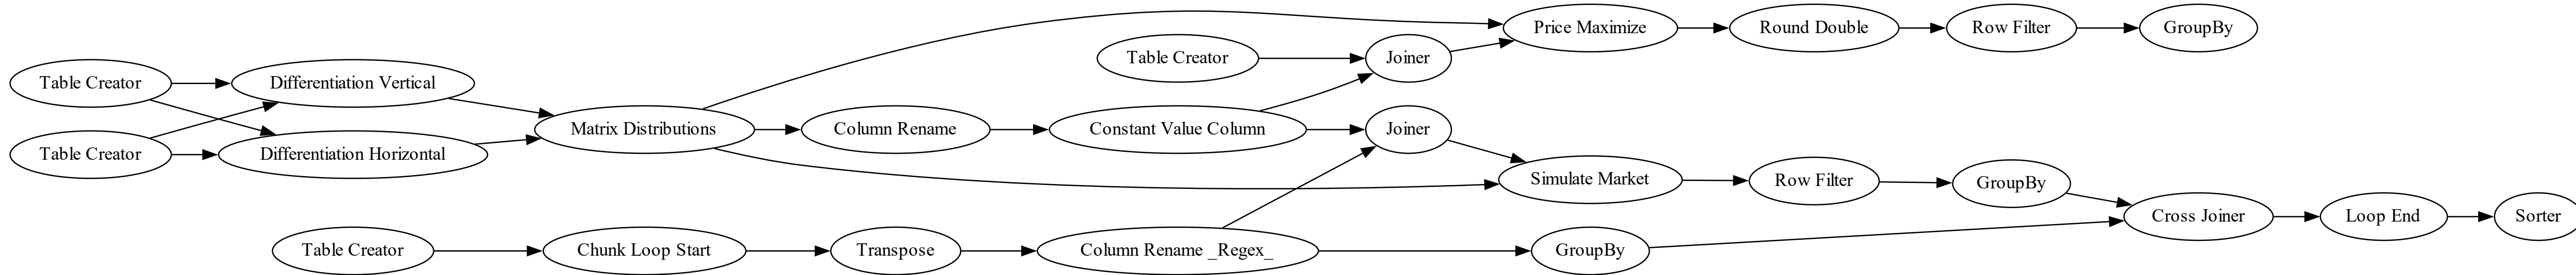 Price Maximize
Round Double
Row Filter
GroupBy
Table Creator
Joiner
Table Creator
Differentiation Vertical
Matrix Distributions
Column Rename
Constant Value Column
Joiner
Table Creator
Differentiation Horizontal
Simulate Market
Row Filter
GroupBy
Cross Joiner
Loop End
Sorter
Table Creator
Chunk Loop Start
Transpose
Column Rename _Regex_
GroupBy